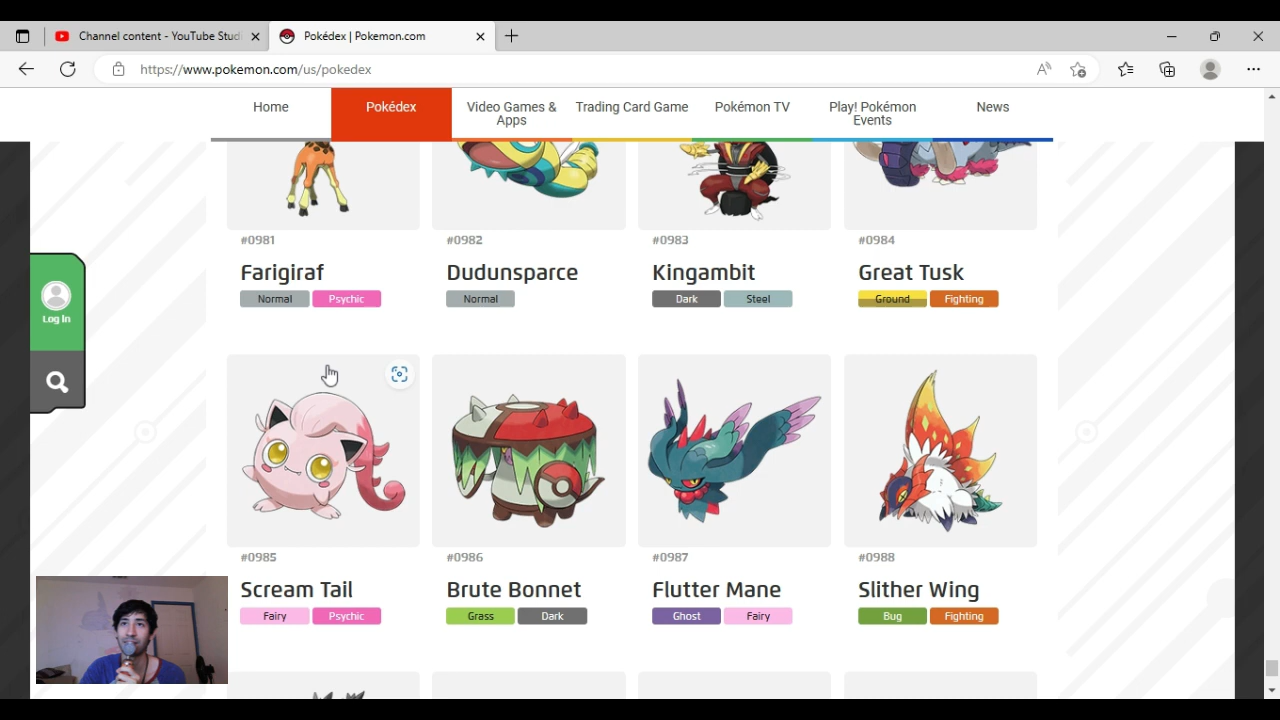 Channel content - YouTube Studi
Pokédex | Pokemon.com
https://www.pokemon.com/us/pokedex
Home
Pokédex
Video Games &
Apps
Trading Card Game
Pokémon TV
Play! Pokémon
Events
News
#0981
#0982
#0983
#0984
Farigiraf
Dudunsparce
Kingambit
Great Tusk
Normal
Psychic
Normal
Dark
Steel
Ground
Fighting
Log in
#0985
#0986
#0987
#0988
Scream Tail
Brute Bonnet
Flutter Mane
Slither Wing
Fairy
Psychic
Grass
Dark
Ghost
Fairy
Bug
Fighting